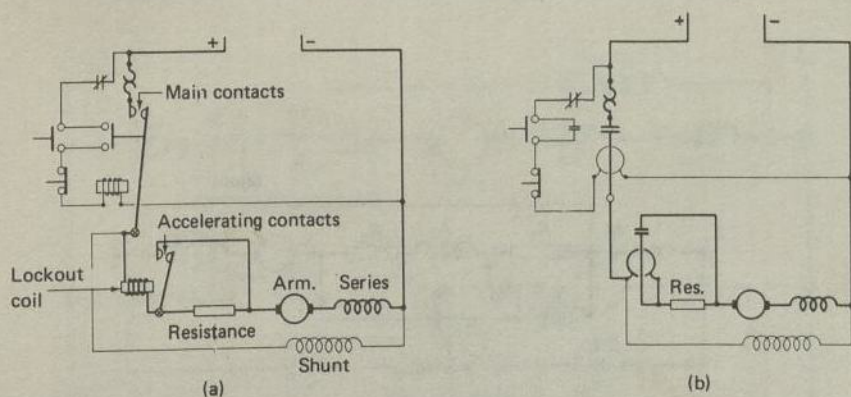 +
−
Main contacts
Accelerating contacts
Lockout
coil
Arm.
Series
Resistance
Shunt
(a)
+
−
Res.
(b)